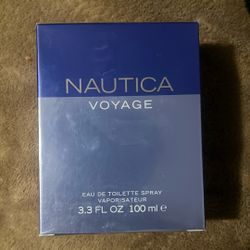 NAUTICA
VOYAGE
EAU DE TOILETTE SPRAY
VAPORISATEUR
3.3 FL OZ 100 ml ℮